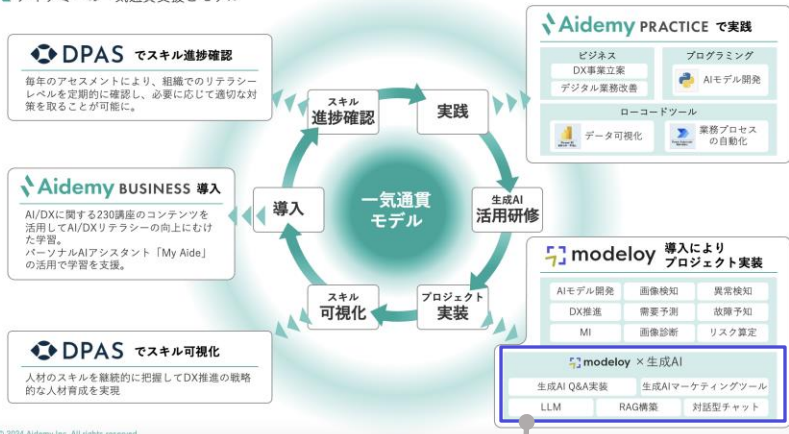 DPAS でスキル進捗確認
毎年のアセスメントにより、組織でのリテラシー
レベルを定期的に確認し、必要に応じて適切な対
策を取ることが可能に。
Aidemy BUSINESS 導入
AI/DXに関する230講座のコンテンツを
活用してAI/DXリテラシーの向上にむけ
た学習。
パーソナルAIアシスタント「My Aide」
の活用で学習を支援。
DPAS でスキル可視化
人材のスキルを継続的に把握してDX推進の戦略
的な人材育成を実現
スキル
進捗確認
実践
導入
一気通貫
モデル
生成AI
活用研修
スキル
可視化
プロジェクト
実装
Aidemy PRACTICE で実践
ビジネス
DX事業立案
デジタル業務改善
プログラミング
AIモデル開発
ローコードツール
データ可視化
業務プロセス
の自動化
modeloy 導入により
プロジェクト実装
AIモデル開発 画像検知 異常検知
DX推進 需要予測 故障予知
MI 画像診断 リスク算定
modeloy × 生成AI
生成AI Q&A実装 生成AIマーケティングツール
LLM RAG構築 対話型チャット